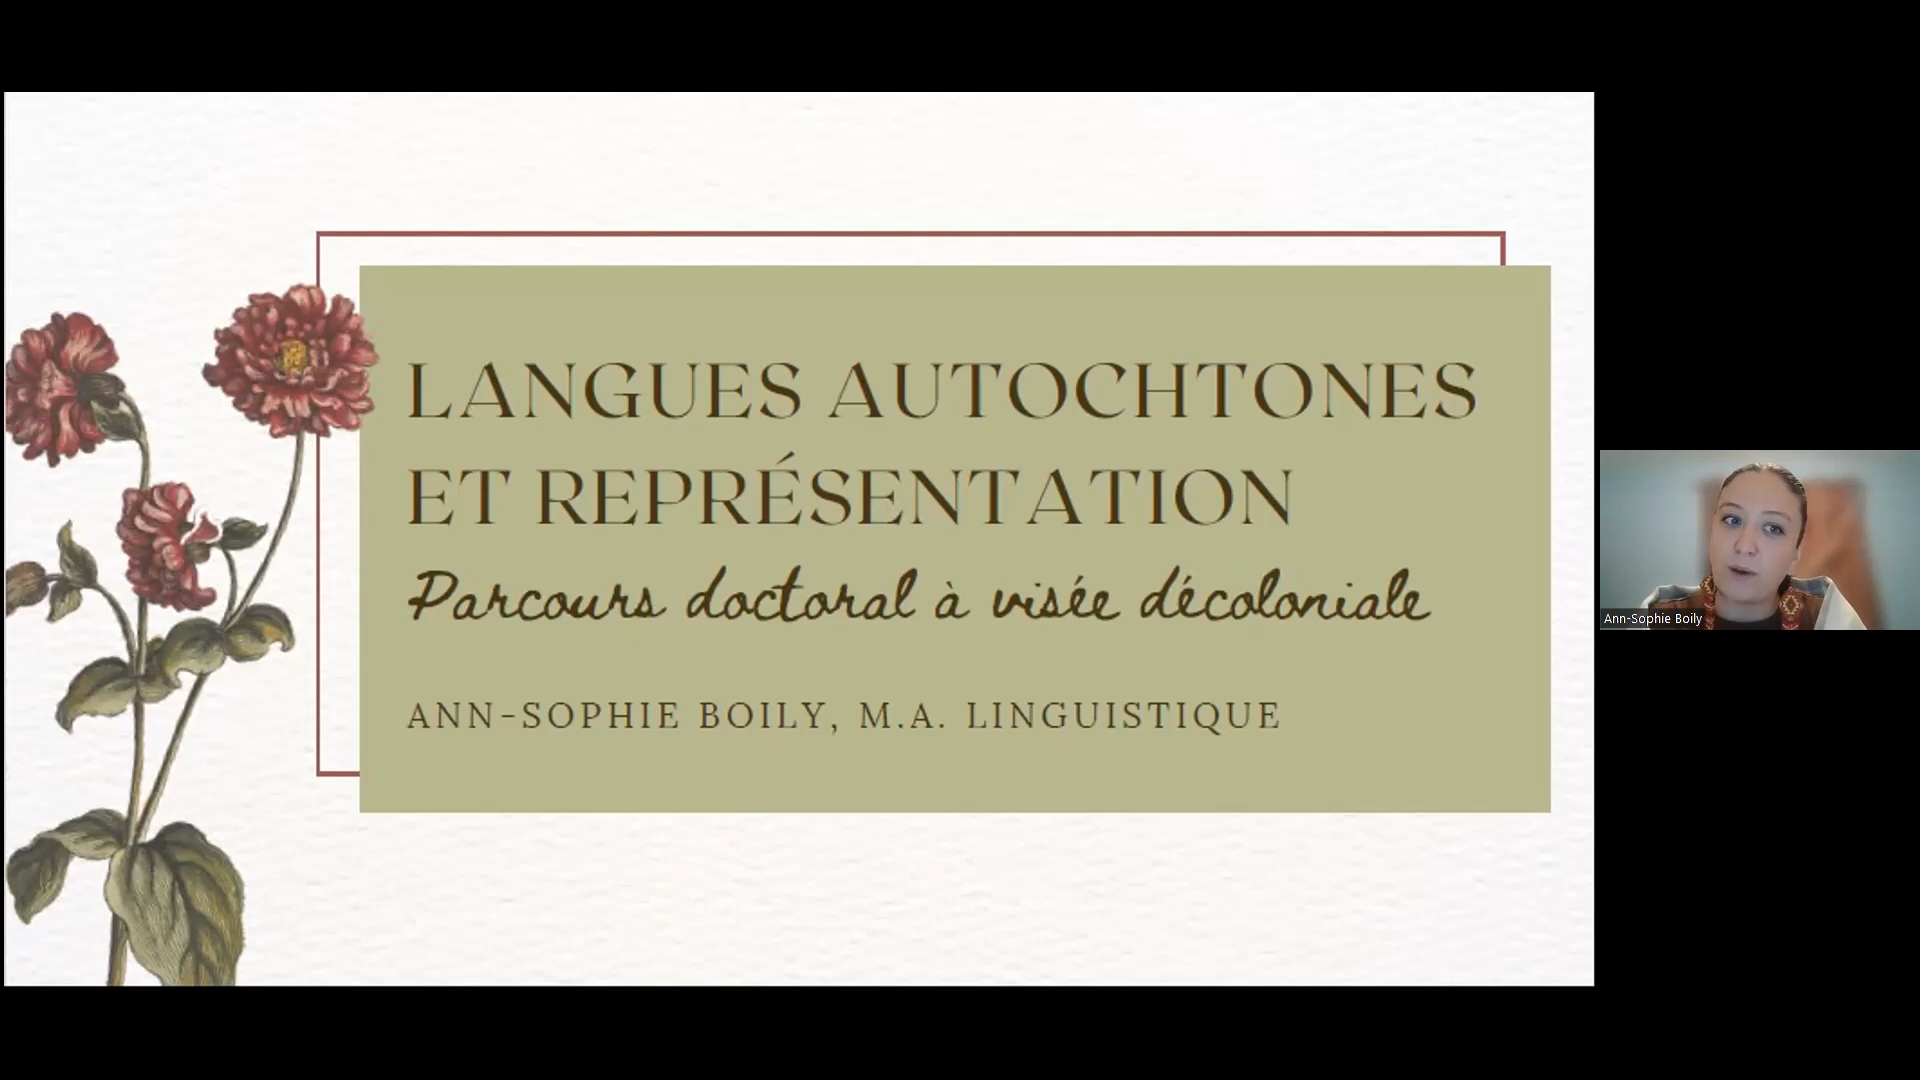 LANGUES AUTOCHTONES
ET REPRÉSENTATION
Parcours doctoral à visée décoloniale
ANN-SOPHIE BOILY, M.A. LINGUISTIQUE
Ann-Sophie Boily